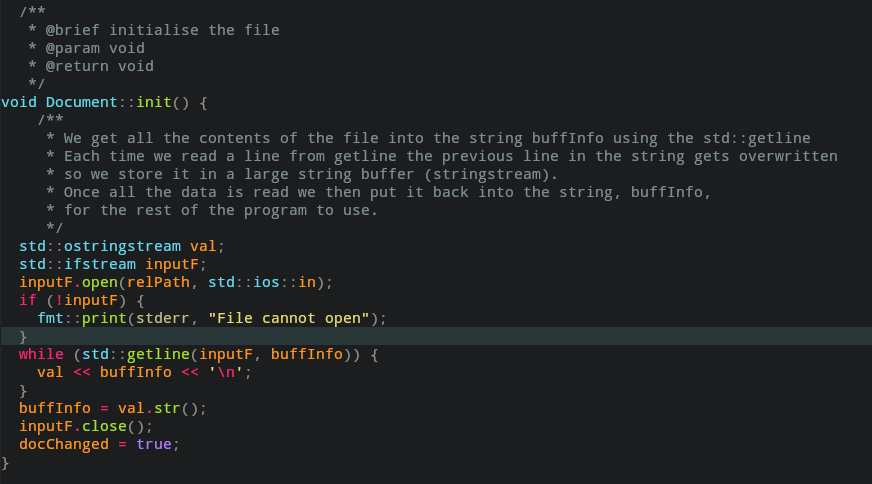 /**
 * @brief initialise the file
 * @param void
 * @return void
 */
void Document::init() {
    /**
     * We get all the contents of the file into the string buffInfo using the std::getline
     * Each time we read a line from getline the previous line in the string gets overwritten
     * so we store it in a large string buffer (stringstream).
     * Once all the data is read we then put it back into the string, buffInfo,
     * for the rest of the program to use.
     */
  std::ostringstream val;
  std::ifstream inputF;
  inputF.open(relPath, std::ios::in);
  if (!inputF) {
    fmt::print(stderr, "File cannot open");
  }
  while (std::getline(inputF, buffInfo)) {
    val << buffInfo << '\n';
  }
  buffInfo = val.str();
  inputF.close();
  docChanged = true;
}